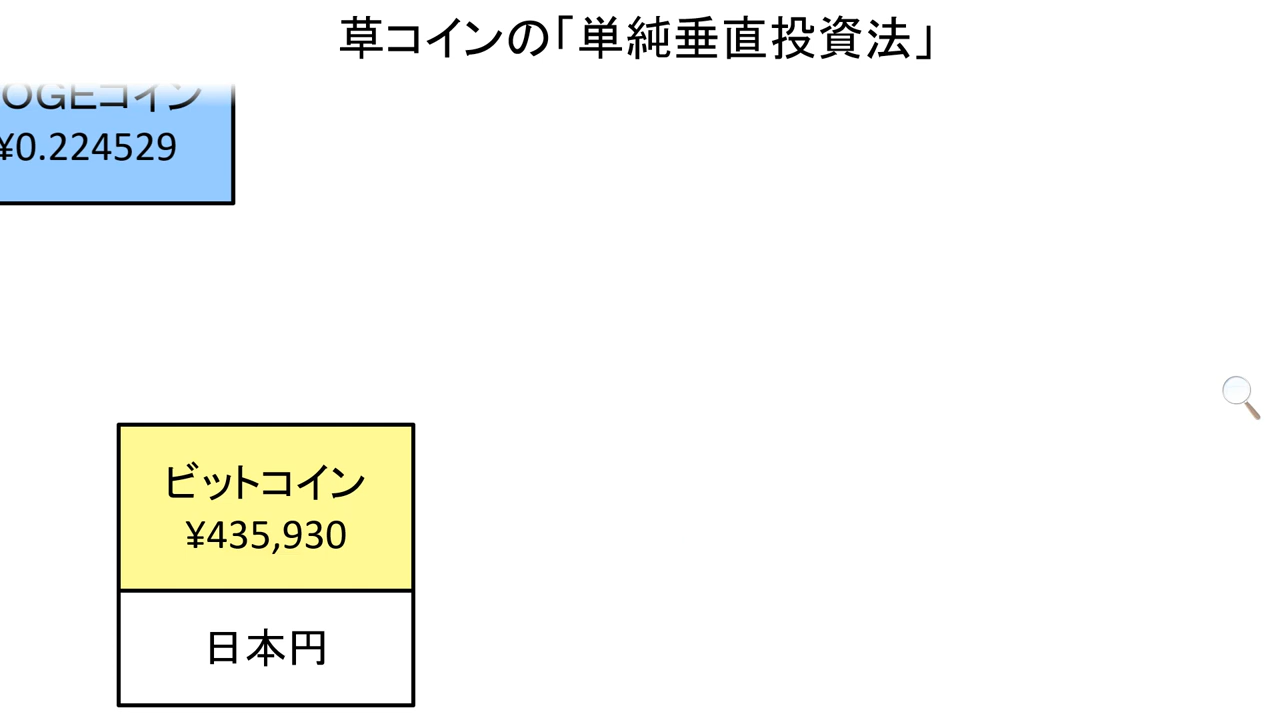 草コインの「単純垂直投資法」
OGEコイン
¥0.224529
ビットコイン
¥435,930
日本円